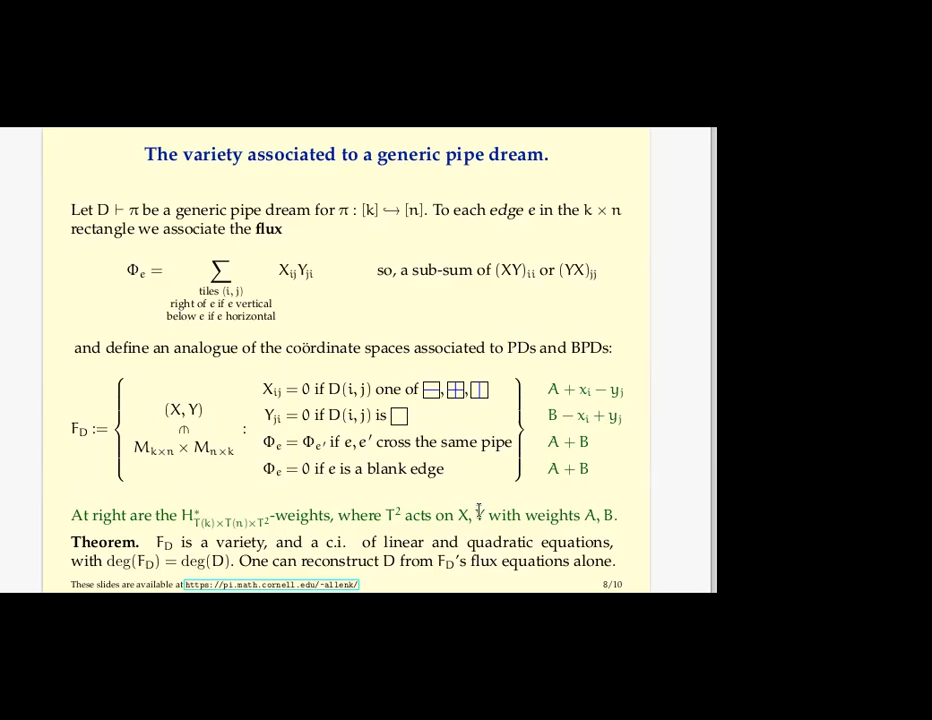 The variety associated to a generic pipe dream.
Let D ⊢ π be a generic pipe dream for π : [k] ↪ [n]. To each edge e in the k × n
rectangle we associate the flux
Φe = ∑ XijYji so, a sub-sum of (XY)ii or (YX)jj
tiles (i, j)
right of e if e vertical
below e if e horizontal
and define an analogue of the coördinate spaces associated to PDs and BPDs:
Xij = 0 if D(i, j) one of , , A + xi − yj
(X, Y) Yji = 0 if D(i, j) is B − xi + yj
FD := { ∈ :
Mk×n × Mn×k Φe = Φe′ if e, e′ cross the same pipe } A + B
Φe = 0 if e is a blank edge A + B
At right are the H*T(k)×T(n)×T²-weights, where T² acts on X, Y with weights A, B.
Theorem. FD is a variety, and a c.i. of linear and quadratic equations,
with deg(FD) = deg(D). One can reconstruct D from FD's flux equations alone.
These slides are available at https://pi.math.cornell.edu/~allenk/ 8/10